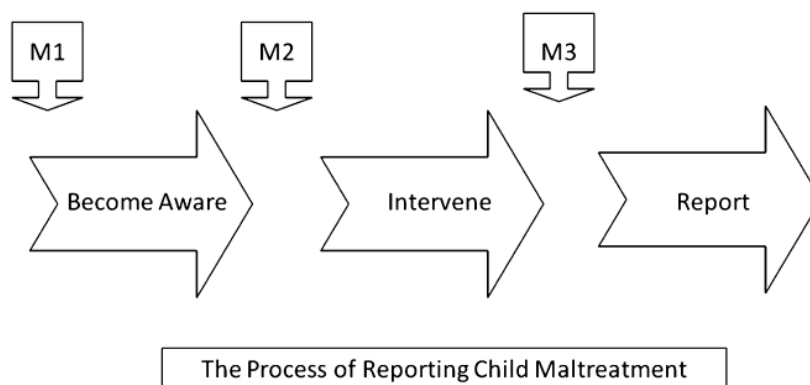 M1
M2
M3
Become Aware
Intervene
Report
The Process of Reporting Child Maltreatment